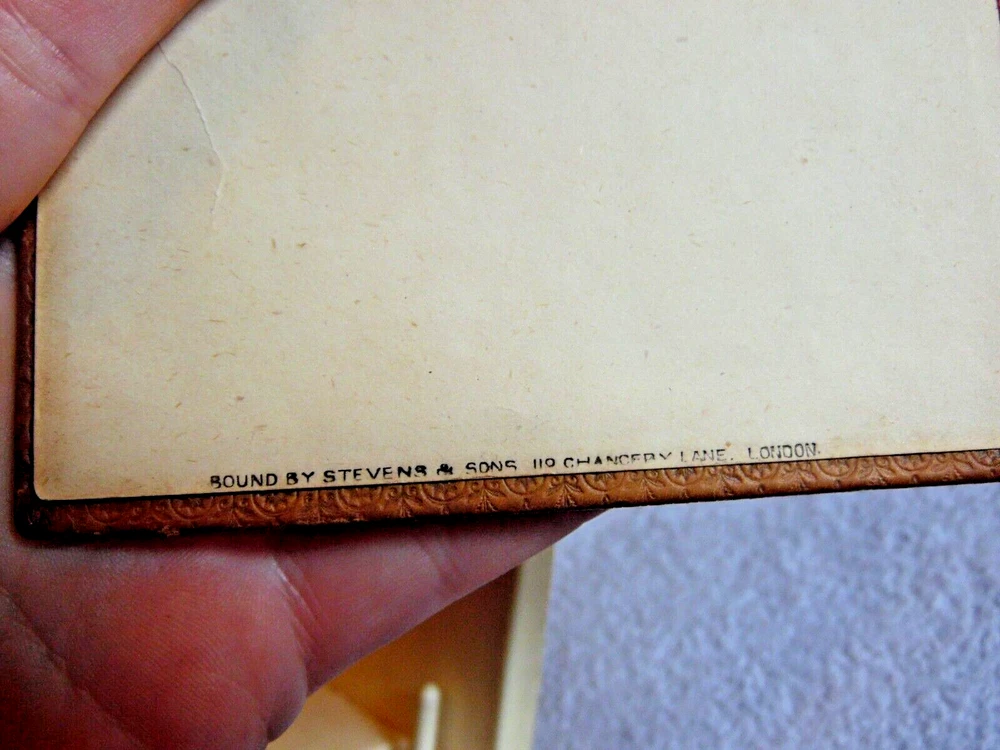 BOUND BY STEVENS & SONS 119 CHANCERY LANE. LONDON.